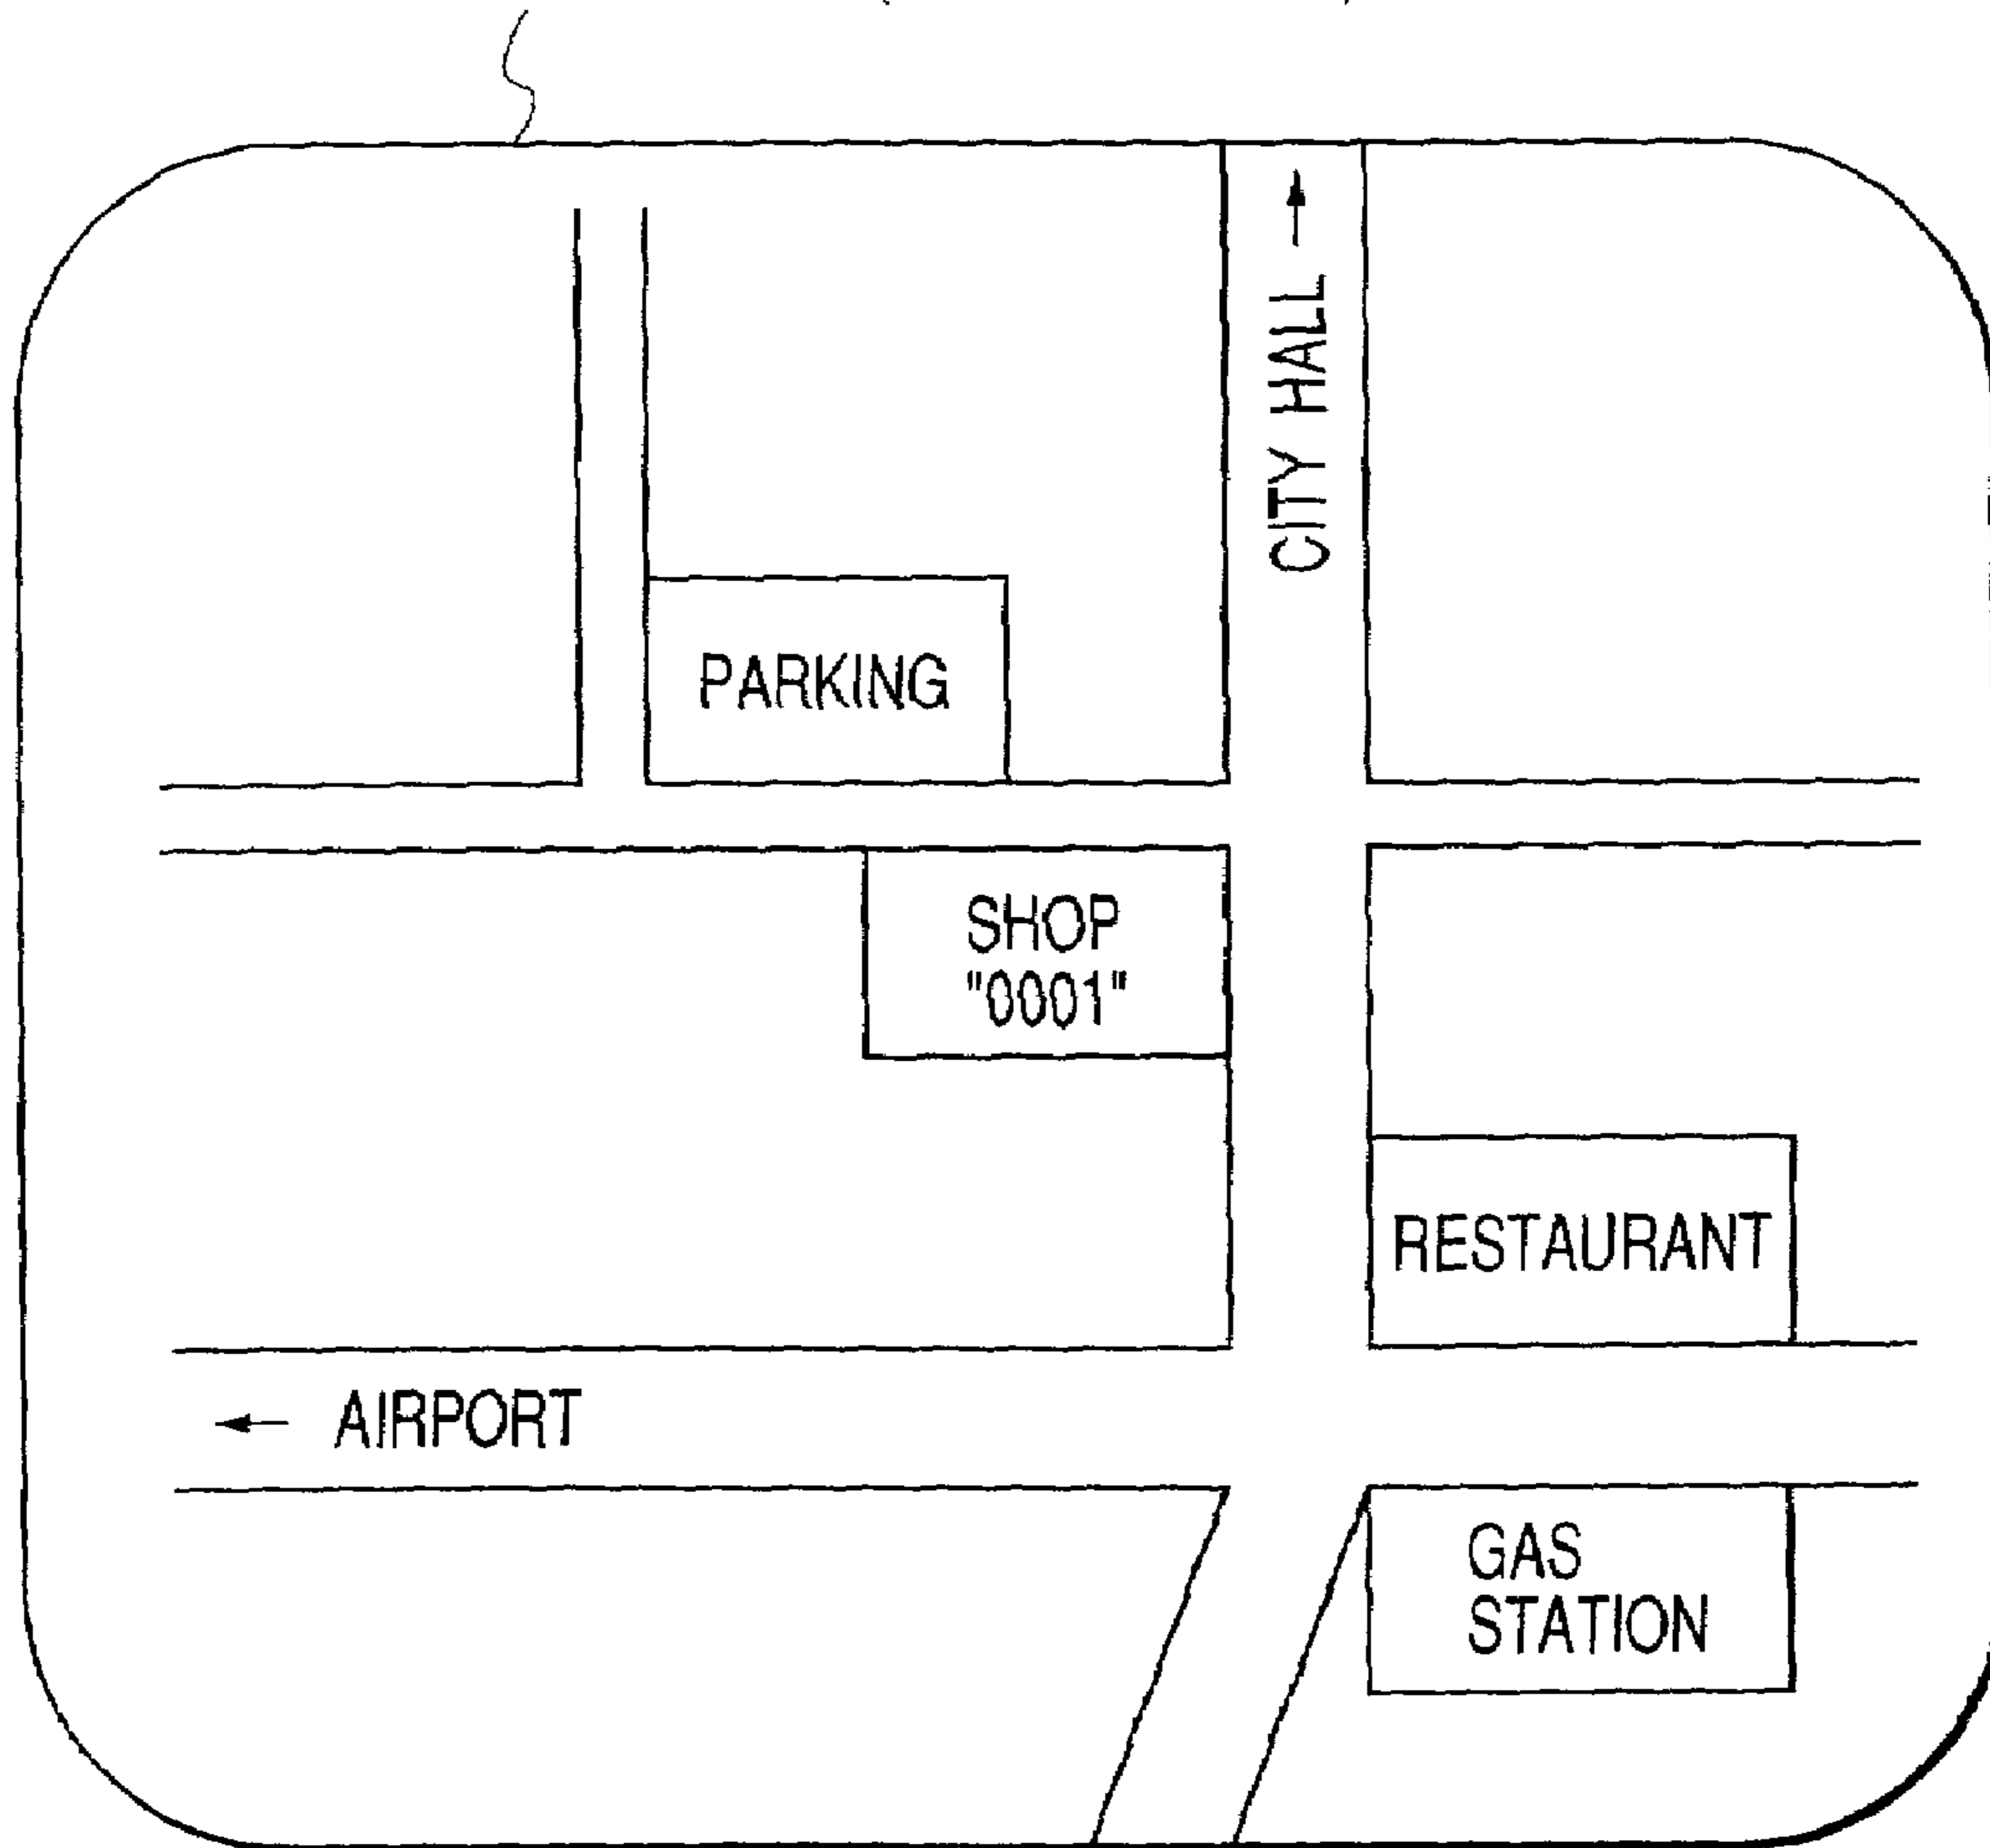 CITY HALL
PARKING
SHOP
"0001"
RESTAURANT
AIRPORT
GAS
STATION